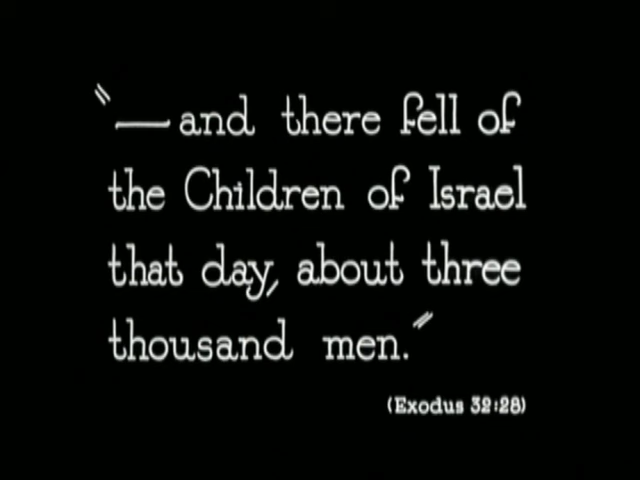 "—and there fell of
the Children of Israel
that day, about three
thousand men."
(Exodus 32:28)